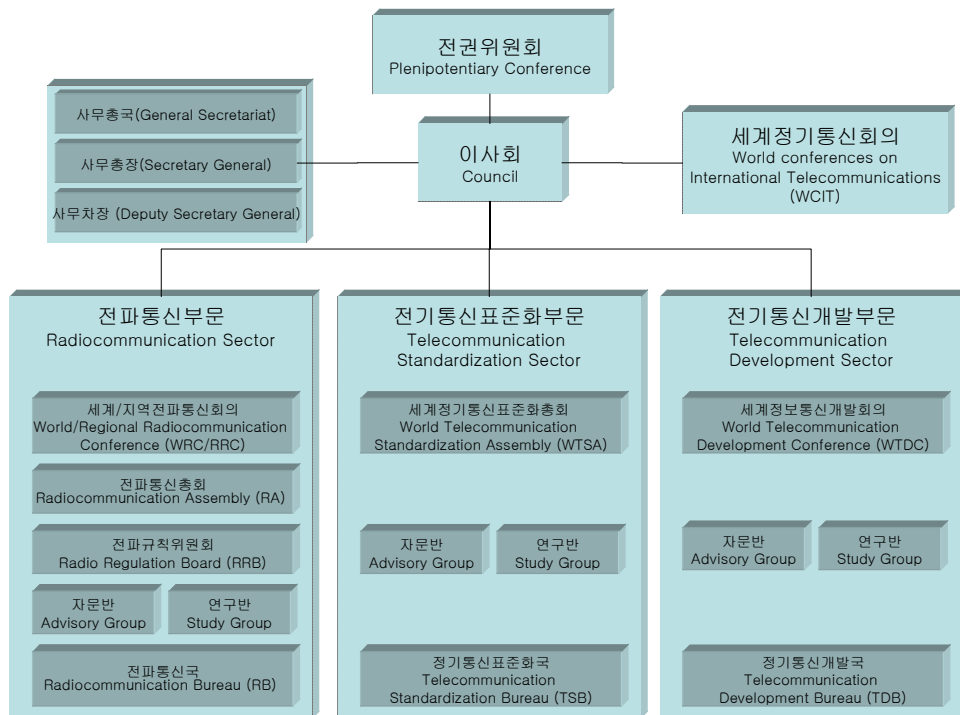 전권위원회
Plenipotentiary Conference
사무총국(General Secretariat)
사무총장(Secretary General)
사무차장 (Deputy Secretary General)
이사회
Council
세계정기통신회의
World conferences on
International Telecommunications
(WCIT)
전파통신부문
Radiocommunication Sector
세계/지역전파통신회의
World/Regional Radiocommunication
Conference (WRC/RRC)
전파통신총회
Radiocommunication Assembly (RA)
전파규칙위원회
Radio Regulation Board (RRB)
자문반
Advisory Group
연구반
Study Group
전파통신국
Radiocommunication Bureau (RB)
전기통신표준화부문
Telecommunication
Standardization Sector
세계정기통신표준화총회
World Telecommunication
Standardization Assembly (WTSA)
자문반
Advisory Group
연구반
Study Group
정기통신표준화국
Telecommunication
Standardization Bureau (TSB)
전기통신개발부문
Telecommunication
Development Sector
세계정보통신개발회의
World Telecommunication
Development Conference (WTDC)
자문반
Advisory Group
연구반
Study Group
정기통신개발국
Telecommunication
Development Bureau (TDB)